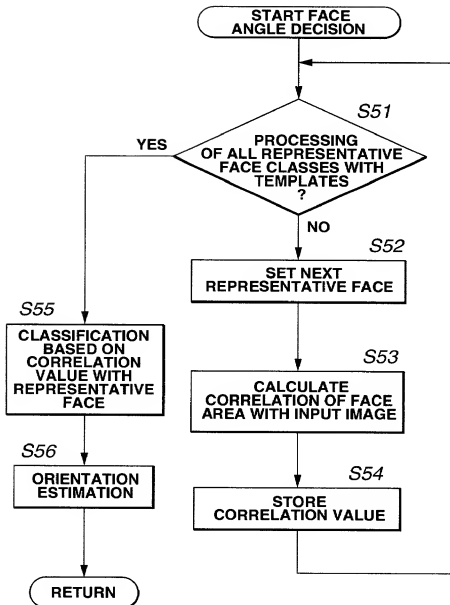 START FACE
ANGLE DECISION
S51
YES
PROCESSING
OF ALL REPRESENTATIVE
FACE CLASSES WITH
TEMPLATES
?
NO
S52
SET NEXT
REPRESENTATIVE FACE
S53
CALCULATE
CORRELATION OF FACE
AREA WITH INPUT IMAGE
S54
STORE
CORRELATION VALUE
S55
CLASSIFICATION
BASED ON
CORRELATION
VALUE WITH
REPRESENTATIVE
FACE
S56
ORIENTATION
ESTIMATION
RETURN